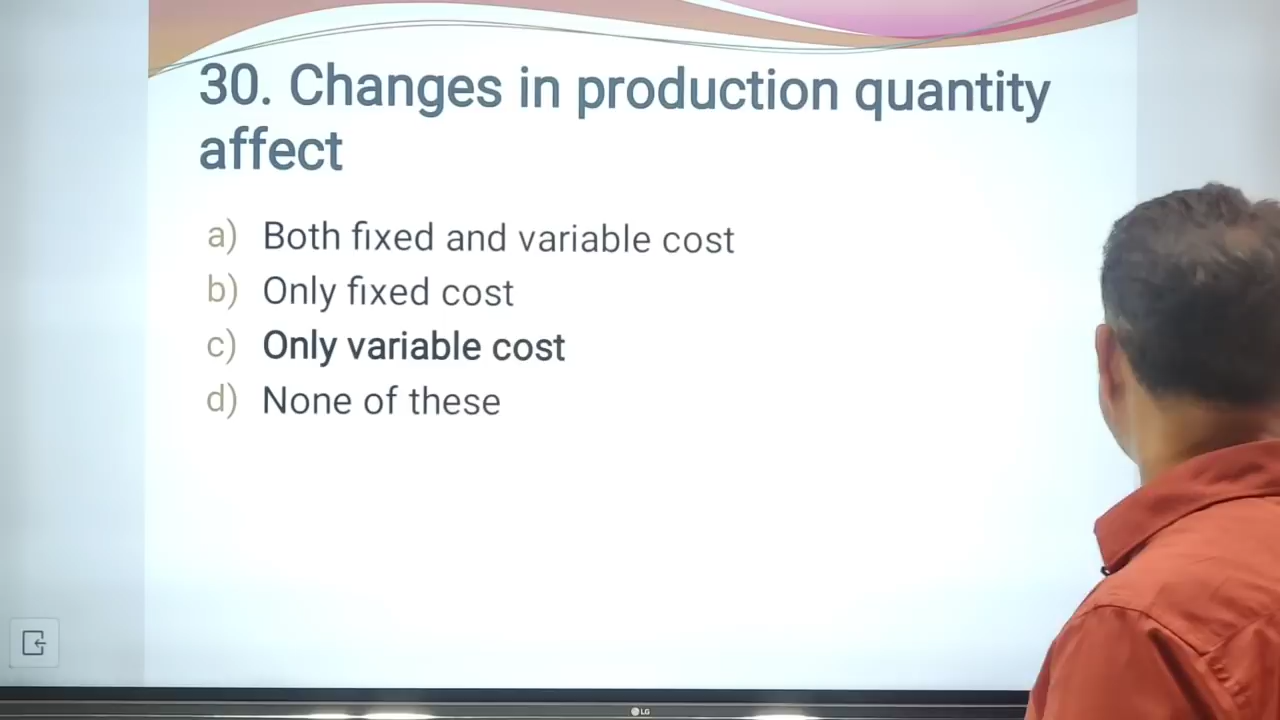 30. Changes in production quantity
affect
a) Both fixed and variable cost
b) Only fixed cost
c) Only variable cost
d) None of these
LG